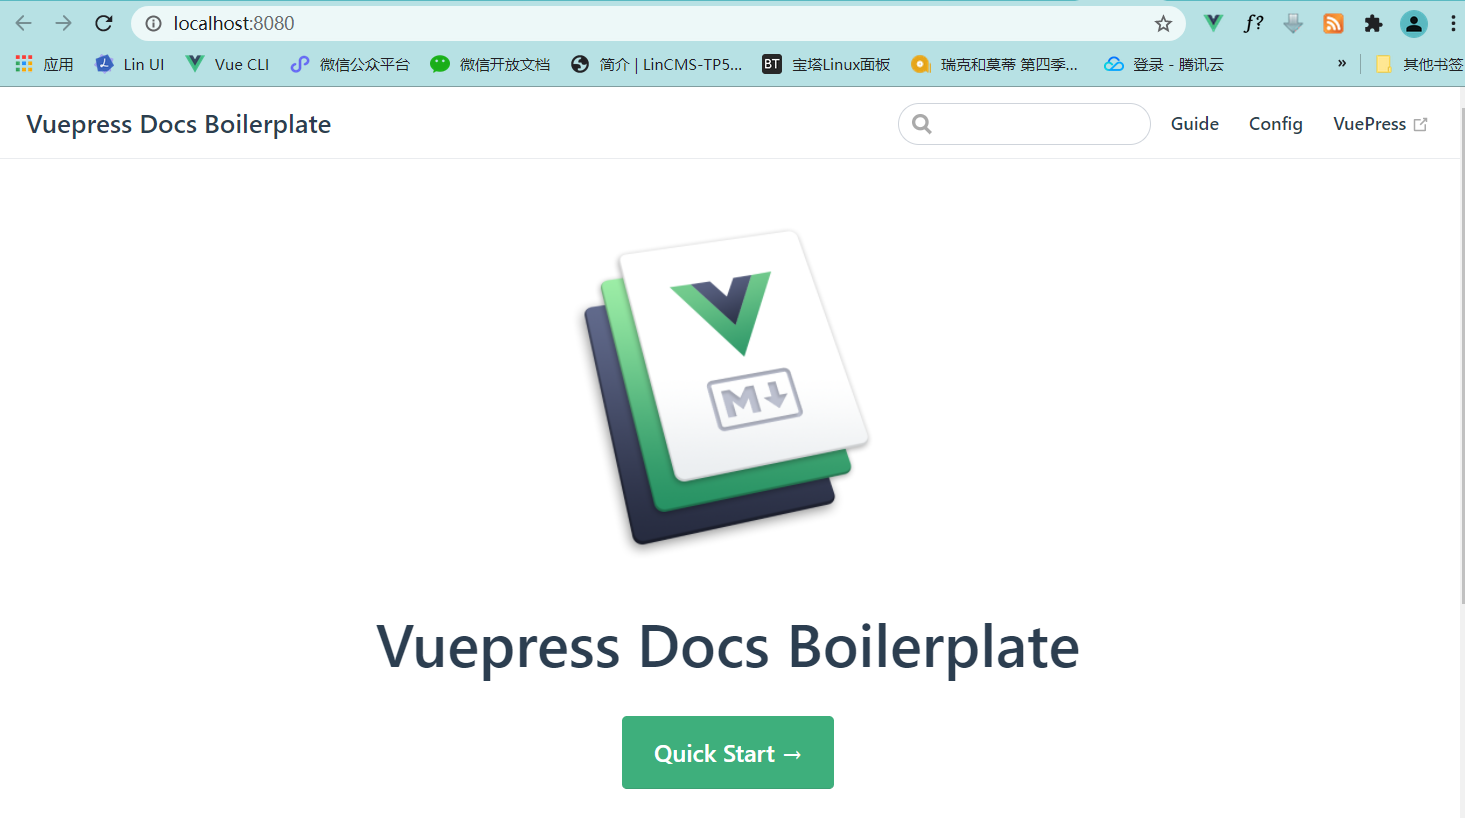 localhost:8080
f?
应用 Lin UI Vue CLI 微信公众平台 微信开放文档 简介 | LinCMS-TP5... BT 宝塔Linux面板 瑞克和莫蒂 第四季... 登录 - 腾讯云 » 其他书签
Vuepress Docs Boilerplate Guide Config VuePress
M
Vuepress Docs Boilerplate
Quick Start →